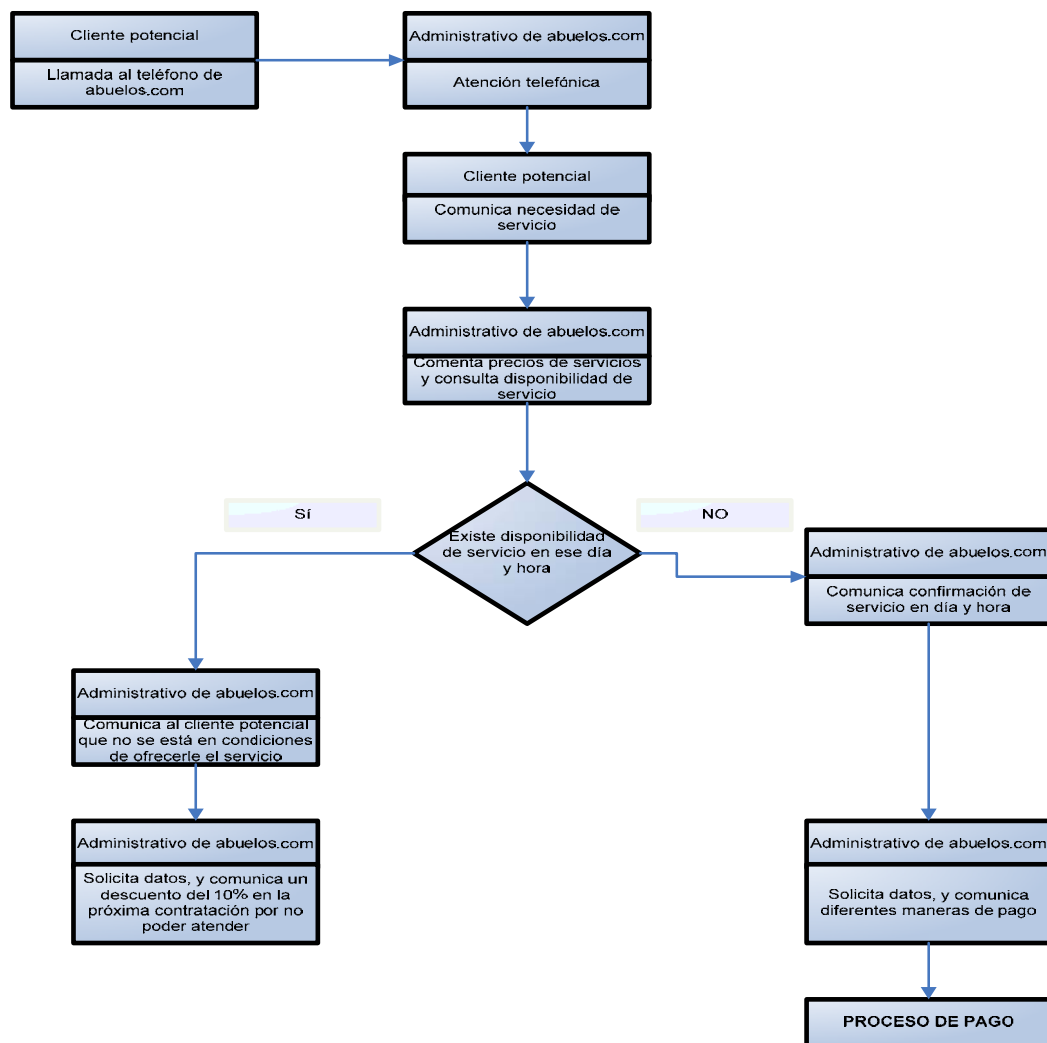 Cliente potencial
Llamada al teléfono de
abuelos.com
Administrativo de abuelos.com
Atención telefónica
Cliente potencial
Comunica necesidad de
servicio
Administrativo de abuelos.com
Comenta precios de servicios
y consulta disponibilidad de
servicio
Sí
NO
Existe disponibilidad
de servicio en ese día
y hora
Administrativo de abuelos.com
Comunica confirmación de
servicio en día y hora
Administrativo de abuelos.com
Comunica al cliente potencial
que no se está en condiciones
de ofrecerle el servicio
Administrativo de abuelos.com
Solicita datos, y comunica un
descuento del 10% en la
próxima contratación por no
poder atender
Administrativo de abuelos.com
Solicita datos, y comunica
diferentes maneras de pago
PROCESO DE PAGO